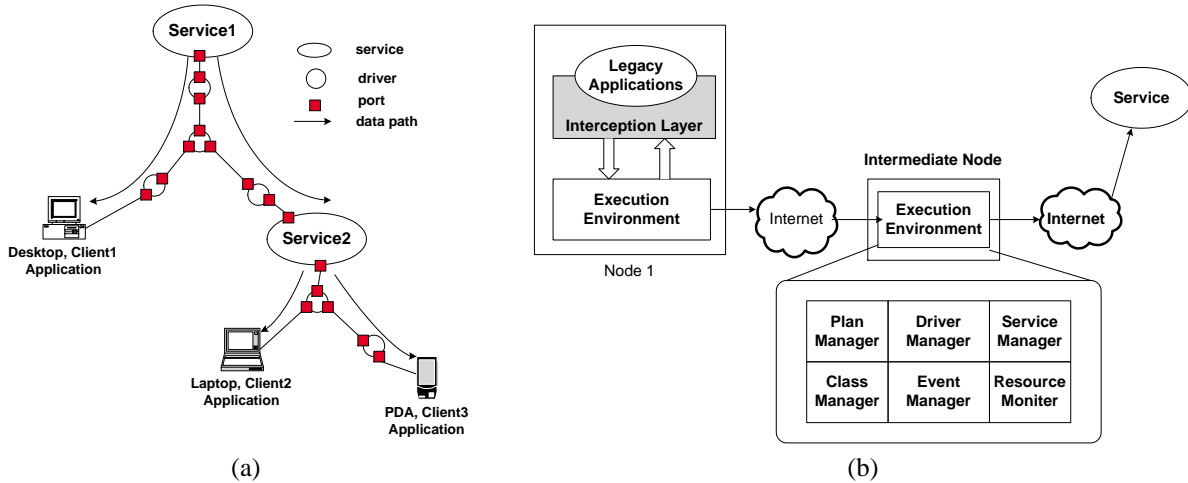 Service1
service
driver
port
data path
Desktop, Client1
Application
Service2
Laptop, Client2
Application
PDA, Client3
Application
(a)
Legacy
Applications
Interception Layer
Execution
Environment
Node 1
Internet
Intermediate Node
Execution
Environment
Internet
Service
Plan
Manager
Driver
Manager
Service
Manager
Class
Manager
Event
Manager
Resource
Moniter
(b)